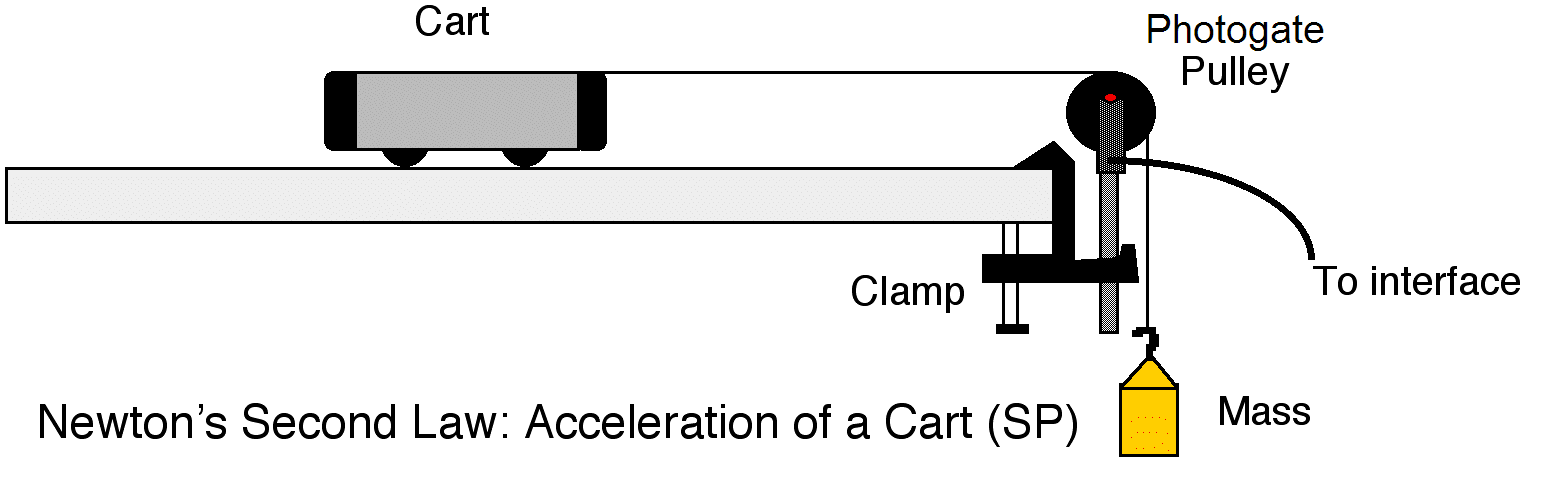 Cart
Photogate
Pulley
To interface
Clamp
Mass
Newton’s Second Law: Acceleration of a Cart (SP)